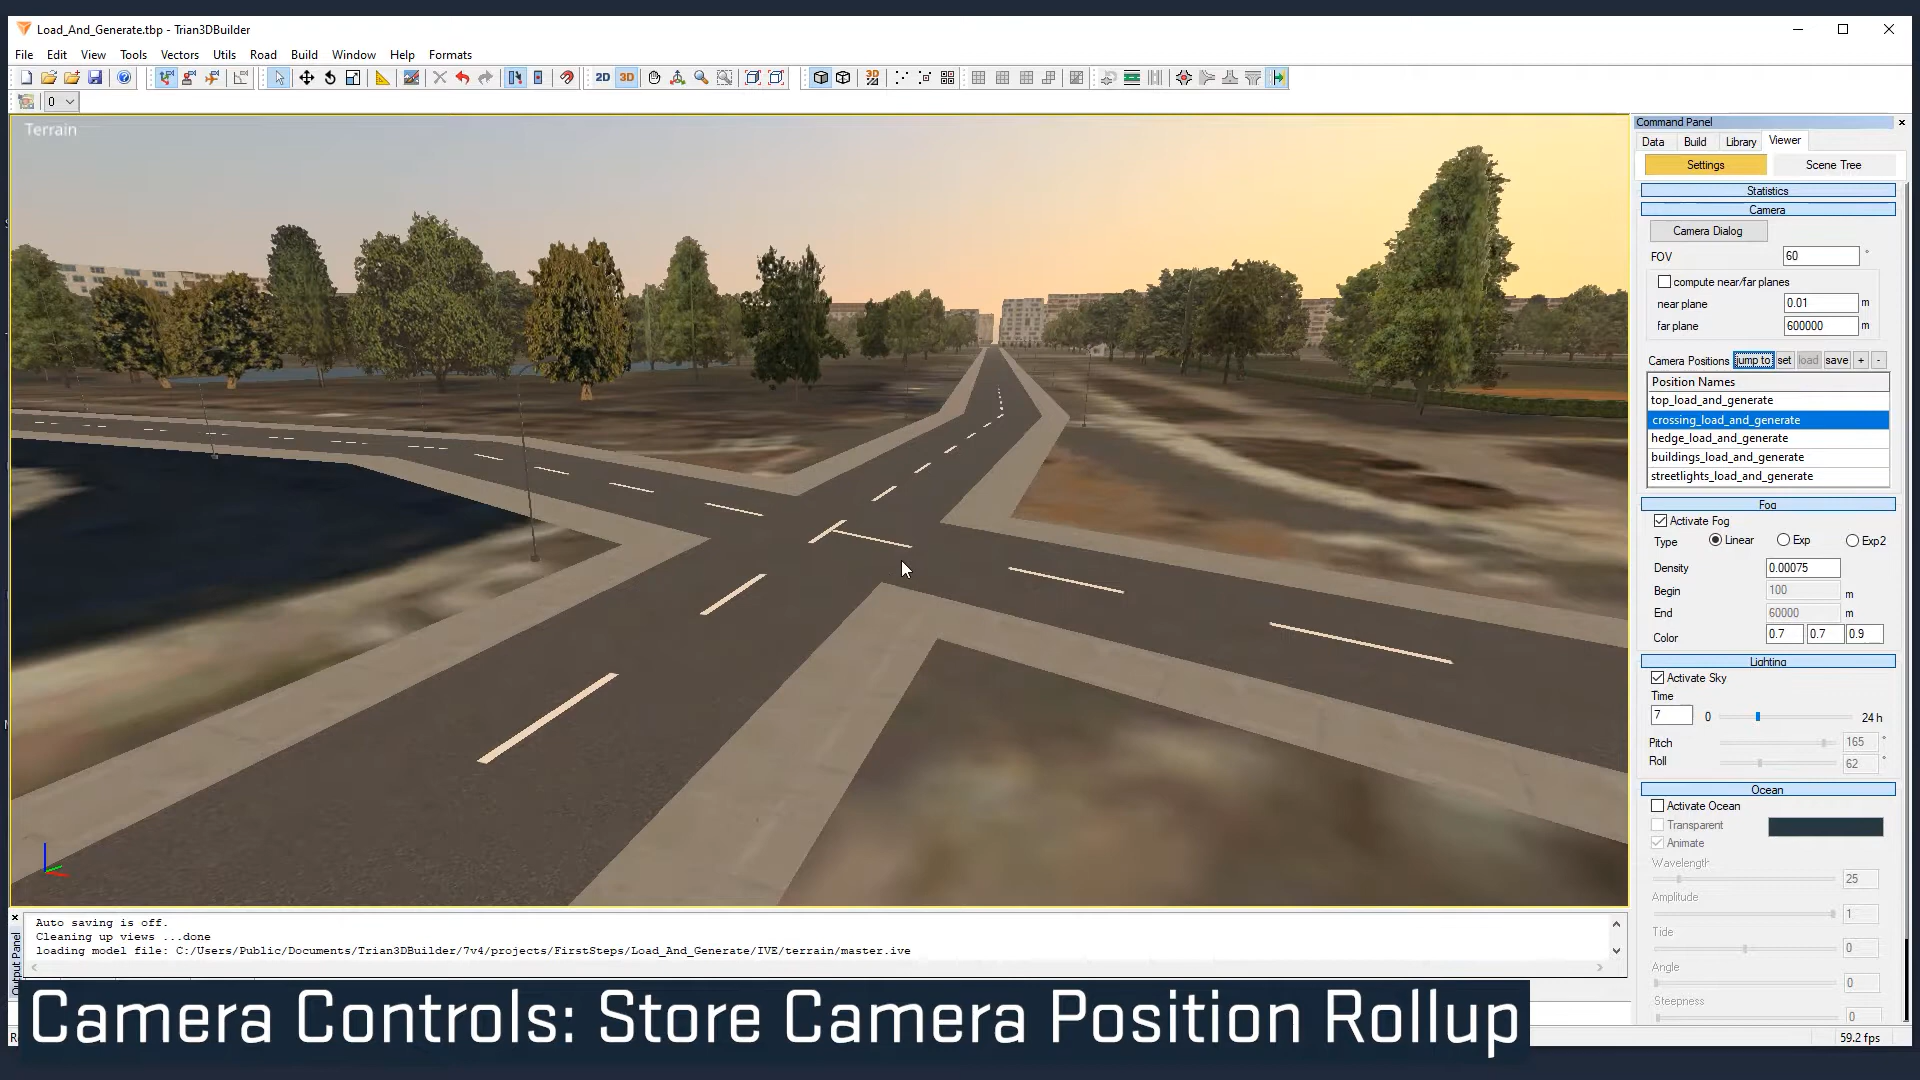 Load_And_Generate.tbp - Trian3DBuilder
File Edit View Tools Vectors Utils Road Build Window Help Formats
2D 3D 3D
0
Terrain
Command Panel
Data Build Library Viewer
Settings Scene Tree
Statistics
Camera
Camera Dialog
FOV 60 °
compute near/far planes
near plane 0.01 m
far plane 600000 m
Camera Positions jump to set load save + -
Position Names
top_load_and_generate
crossing_load_and_generate
hedge_load_and_generate
buildings_load_and_generate
streetlights_load_and_generate
Fog
Activate Fog
Type Linear Exp Exp2
Density 0.00075
Begin 100 m
End 60000 m
Color 0.7 0.7 0.9
Lighting
Activate Sky
Time
7 0 24 h
Pitch 165 °
Roll 62 °
Ocean
Activate Ocean
Transparent
Animate
Wavelength
25
Amplitude
1
Tide
0
Angle
0
Steepness
0
Output Panel
Auto saving is off.
Cleaning up views ...done
loading model file: C:/Users/Public/Documents/Trian3DBuilder/7v4/projects/FirstSteps/Load_And_Generate/IVE/terrain/master.ive
Camera Controls: Store Camera Position Rollup
59.2 fps